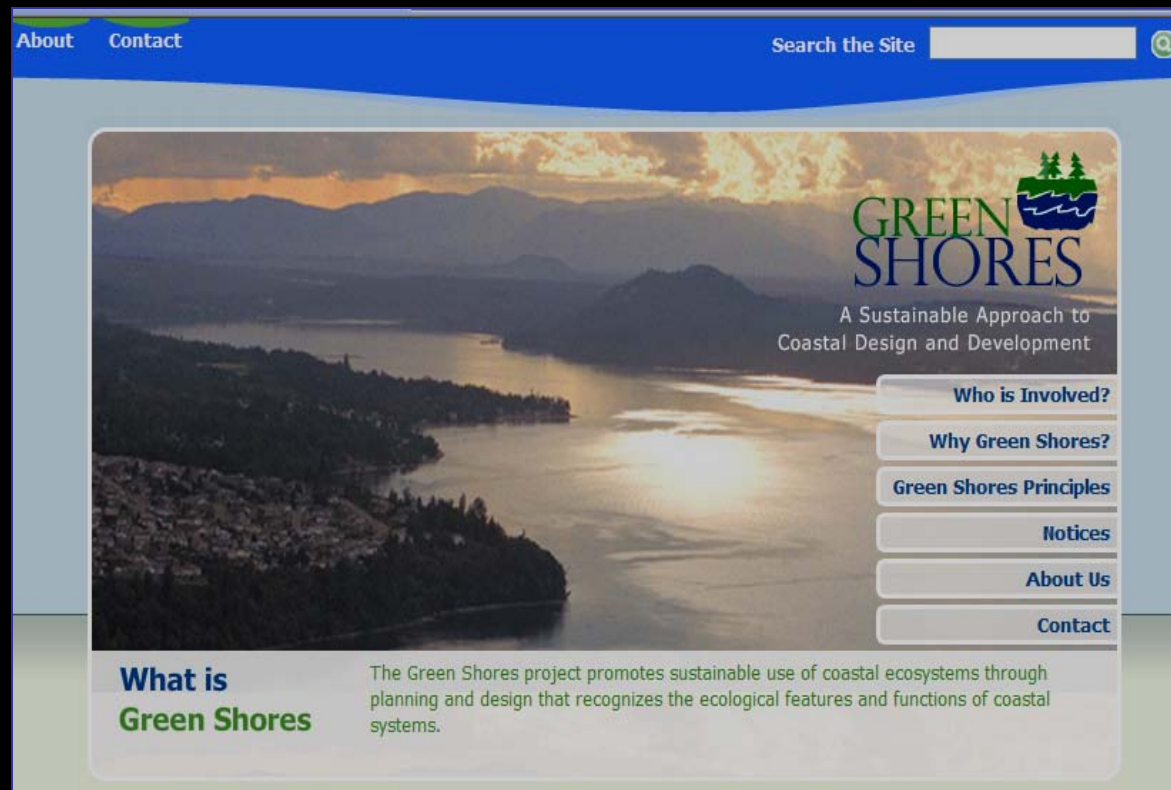 About Contact Search the Site
GREEN
SHORES
A Sustainable Approach to
Coastal Design and Development
Who is Involved?
Why Green Shores?
Green Shores Principles
Notices
About Us
Contact
What is
Green Shores
The Green Shores project promotes sustainable use of coastal ecosystems through
planning and design that recognizes the ecological features and functions of coastal
systems.